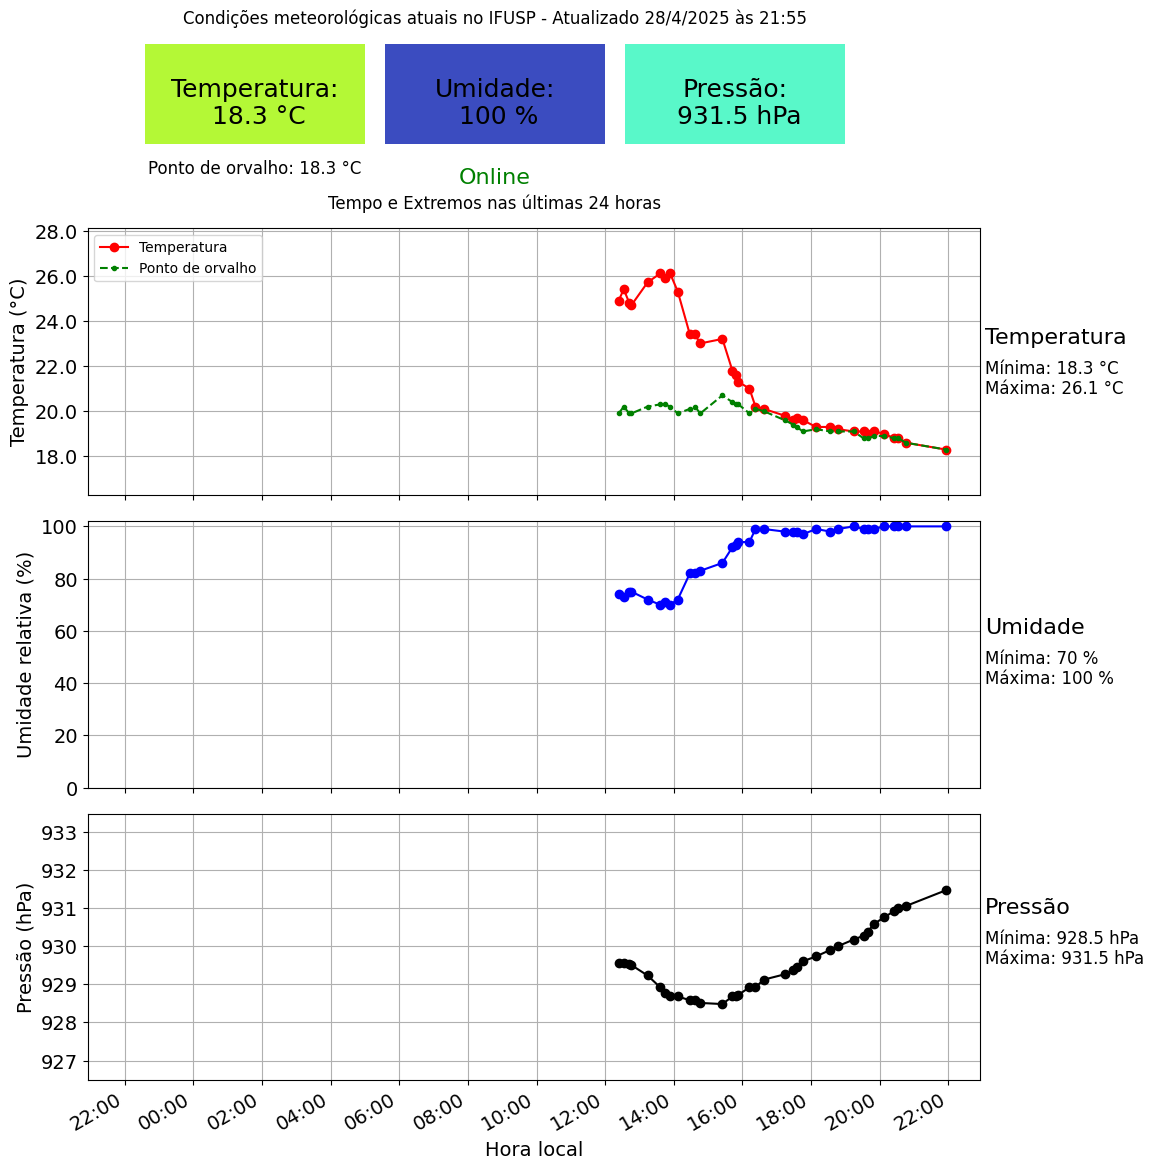 Condições meteorológicas atuais no IFUSP - Atualizado 28/4/2025 às 21:55
Temperatura:
18.3 °C
Umidade:
100 %
Pressão:
931.5 hPa
Ponto de orvalho: 18.3 °C
Online
Tempo e Extremos nas últimas 24 horas
Temperatura (°C)
28.0
26.0
24.0
22.0
20.0
18.0
Temperatura
Ponto de orvalho
Temperatura
Mínima: 18.3 °C
Máxima: 26.1 °C
Umidade relativa (%)
100
80
60
40
20
0
Umidade
Mínima: 70 %
Máxima: 100 %
Pressão (hPa)
933
932
931
930
929
928
927
Pressão
Mínima: 928.5 hPa
Máxima: 931.5 hPa
22:00
00:00
02:00
04:00
06:00
08:00
10:00
12:00
14:00
16:00
18:00
20:00
22:00
Hora local